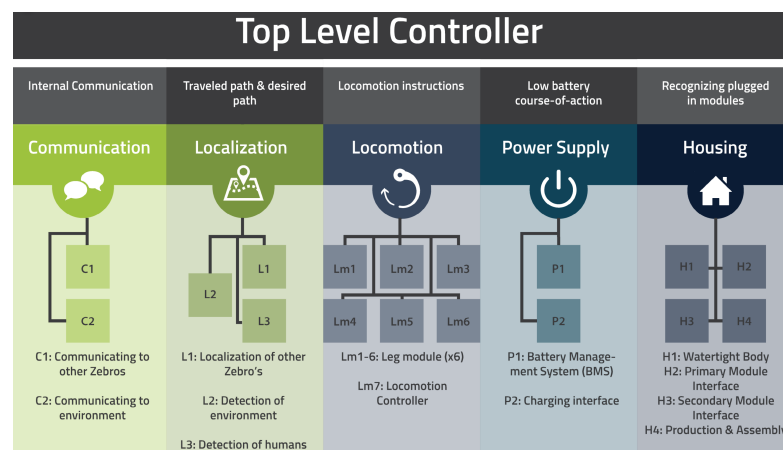 Top Level Controller
Internal Communication
Traveled path & desired
path
Locomotion instructions
Low battery
course-of-action
Recognizing plugged
in modules
Communication
Localization
Locomotion
Power Supply
Housing
C1
C2
L1
L2
L3
Lm1
Lm2
Lm3
Lm4
Lm5
Lm6
P1
P2
H1
H2
H3
H4
C1: Communicating to
other Zebros
C2: Communicating to
environment
L1: Localization of other
Zebro's
L2: Detection of
environment
L3: Detection of humans
Lm1-6: Leg module (x6)
Lm7: Locomotion
Controller
P1: Battery Manage-
ment System (BMS)
P2: Charging interface
H1: Watertight Body
H2: Primary Module
Interface
H3: Secondary Module
Interface
H4: Production & Assembly